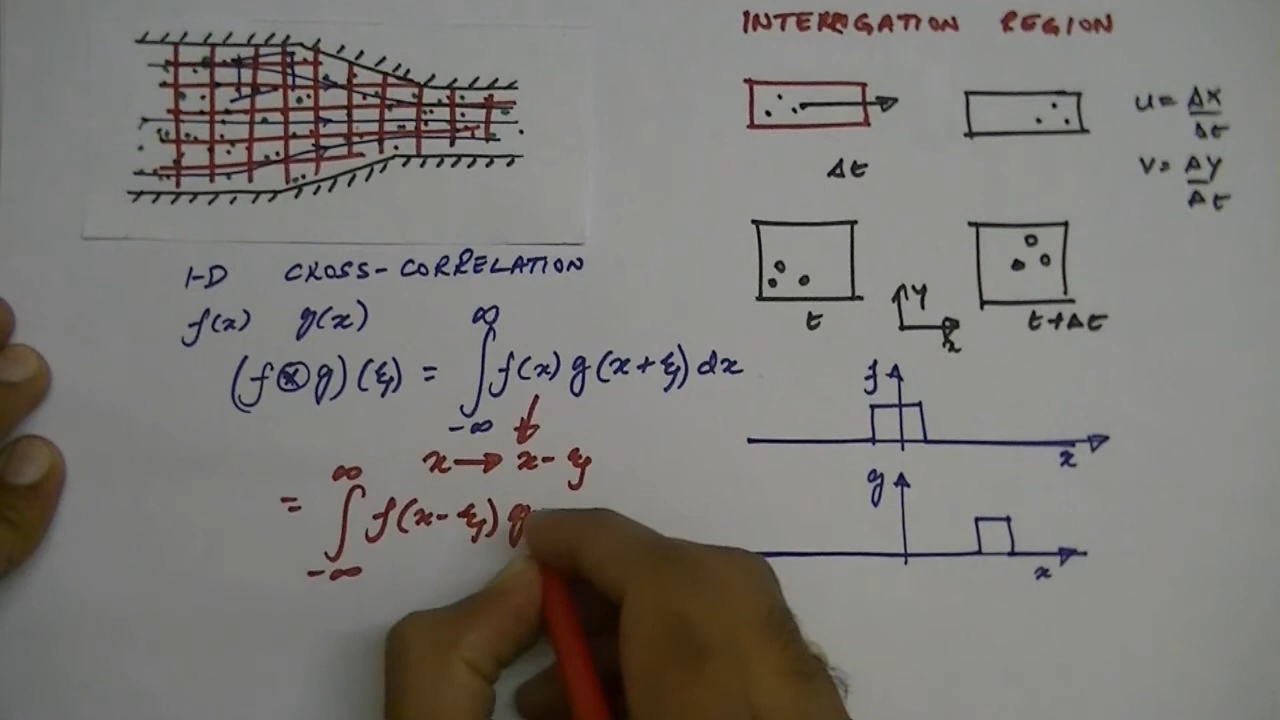 INTERROGATION REGION
Δt
u = Δx/Δt
v = Δy/Δt
t
y
x
t+Δt
1-D CROSS-CORRELATION
f(x) g(x)
(f ⊛ g)(ξ) = ∫_{-∞}^{∞} f(x) g(x+ξ) dx
x → x-ξ
= ∫_{-∞}^{∞} f(x-ξ) g
f
x
g
x